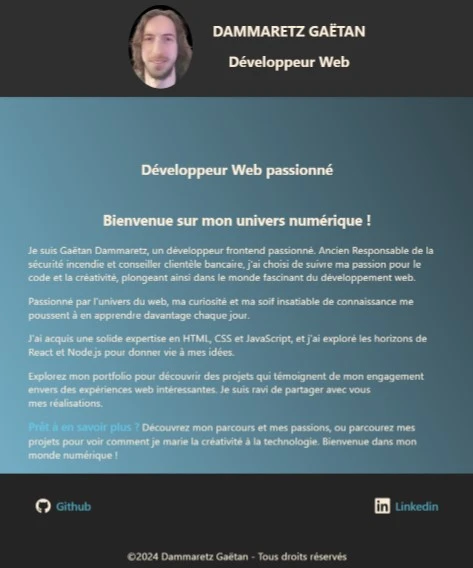 DAMMARETZ GAËTAN
Développeur Web
Développeur Web passionné
Bienvenue sur mon univers numérique !
Je suis Gaëtan Dammaretz, un développeur frontend passionné. Ancien Responsable de la
sécurité incendie et conseiller clientèle bancaire, j'ai choisi de suivre ma passion pour le
code et la créativité, plongeant ainsi dans le monde fascinant du développement web.
Passionné par l'univers du web, ma curiosité et ma soif insatiable de connaissance me
poussent à en apprendre davantage chaque jour.
J'ai acquis une solide expertise en HTML, CSS et JavaScript, et j'ai exploré les horizons de
React et Node.js pour donner vie à mes idées.
Explorez mon portfolio pour découvrir des projets qui témoignent de mon engagement
envers des expériences web intéressantes. Je suis ravi de partager avec vous
mes réalisations.
Prêt à en savoir plus ? Découvrez mon parcours et mes passions, ou parcourez mes
projets pour voir comment je marie la créativité à la technologie. Bienvenue dans mon
monde numérique !
Github
Linkedin
©2024 Dammaretz Gaëtan - Tous droits réservés